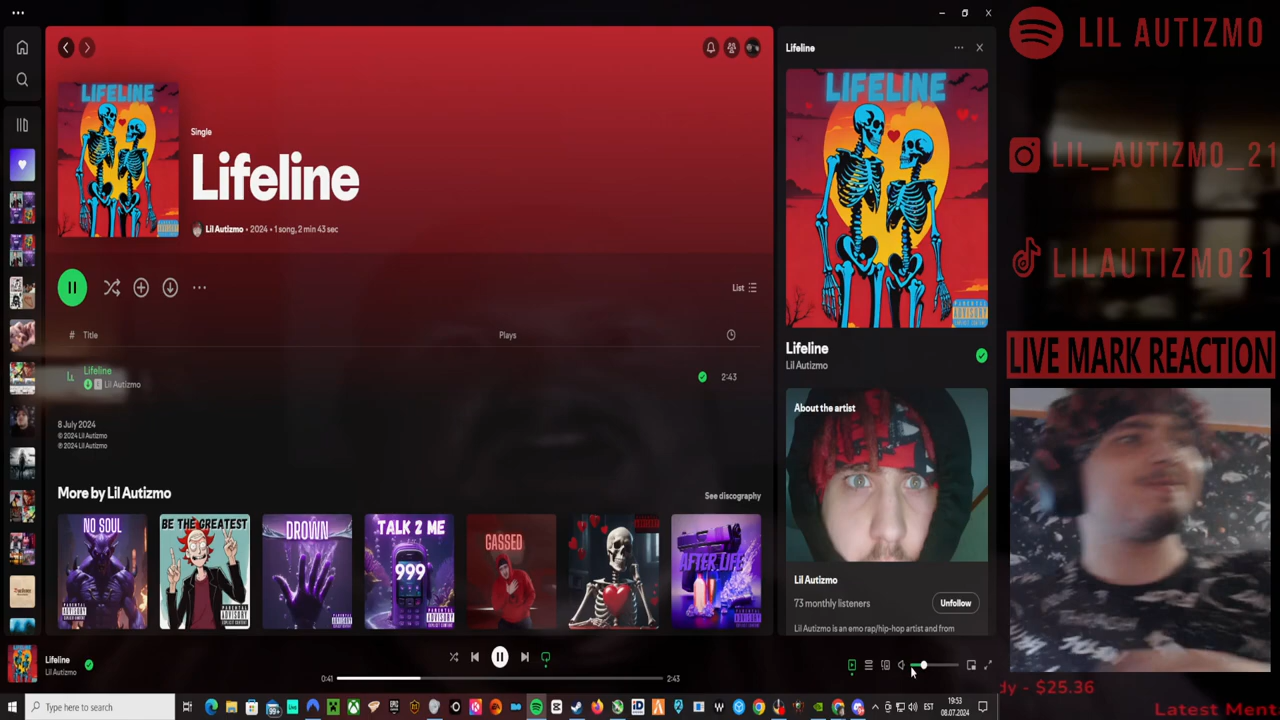 Single
Lifeline
Lil Autizmo • 2024 • 1 song, 2 min 43 sec
List
# Title Plays
Lifeline
E Lil Autizmo
2:43
8 July 2024
© 2024 Lil Autizmo
℗ 2024 Lil Autizmo
More by Lil Autizmo
See discography
NO SOUL
BE THE GREATEST
DROWN
TALK 2 ME
999
GASSED
AFTER LIFE
Lifeline
LIFELINE
Lifeline
Lil Autizmo
About the artist
Lil Autizmo
73 monthly listeners
Unfollow
Lil Autizmo is an emo rap/hip-hop artist and from
LIFELINE
Lifeline
Lil Autizmo
0:41
2:43
LIL AUTIZMO
LIL_AUTIZMO_21
LILAUTIZMO21
LIVE MARK REACTION
dy - $25.36
Latest Ment
Type here to search
99+
EST
19:53
08.07.2024